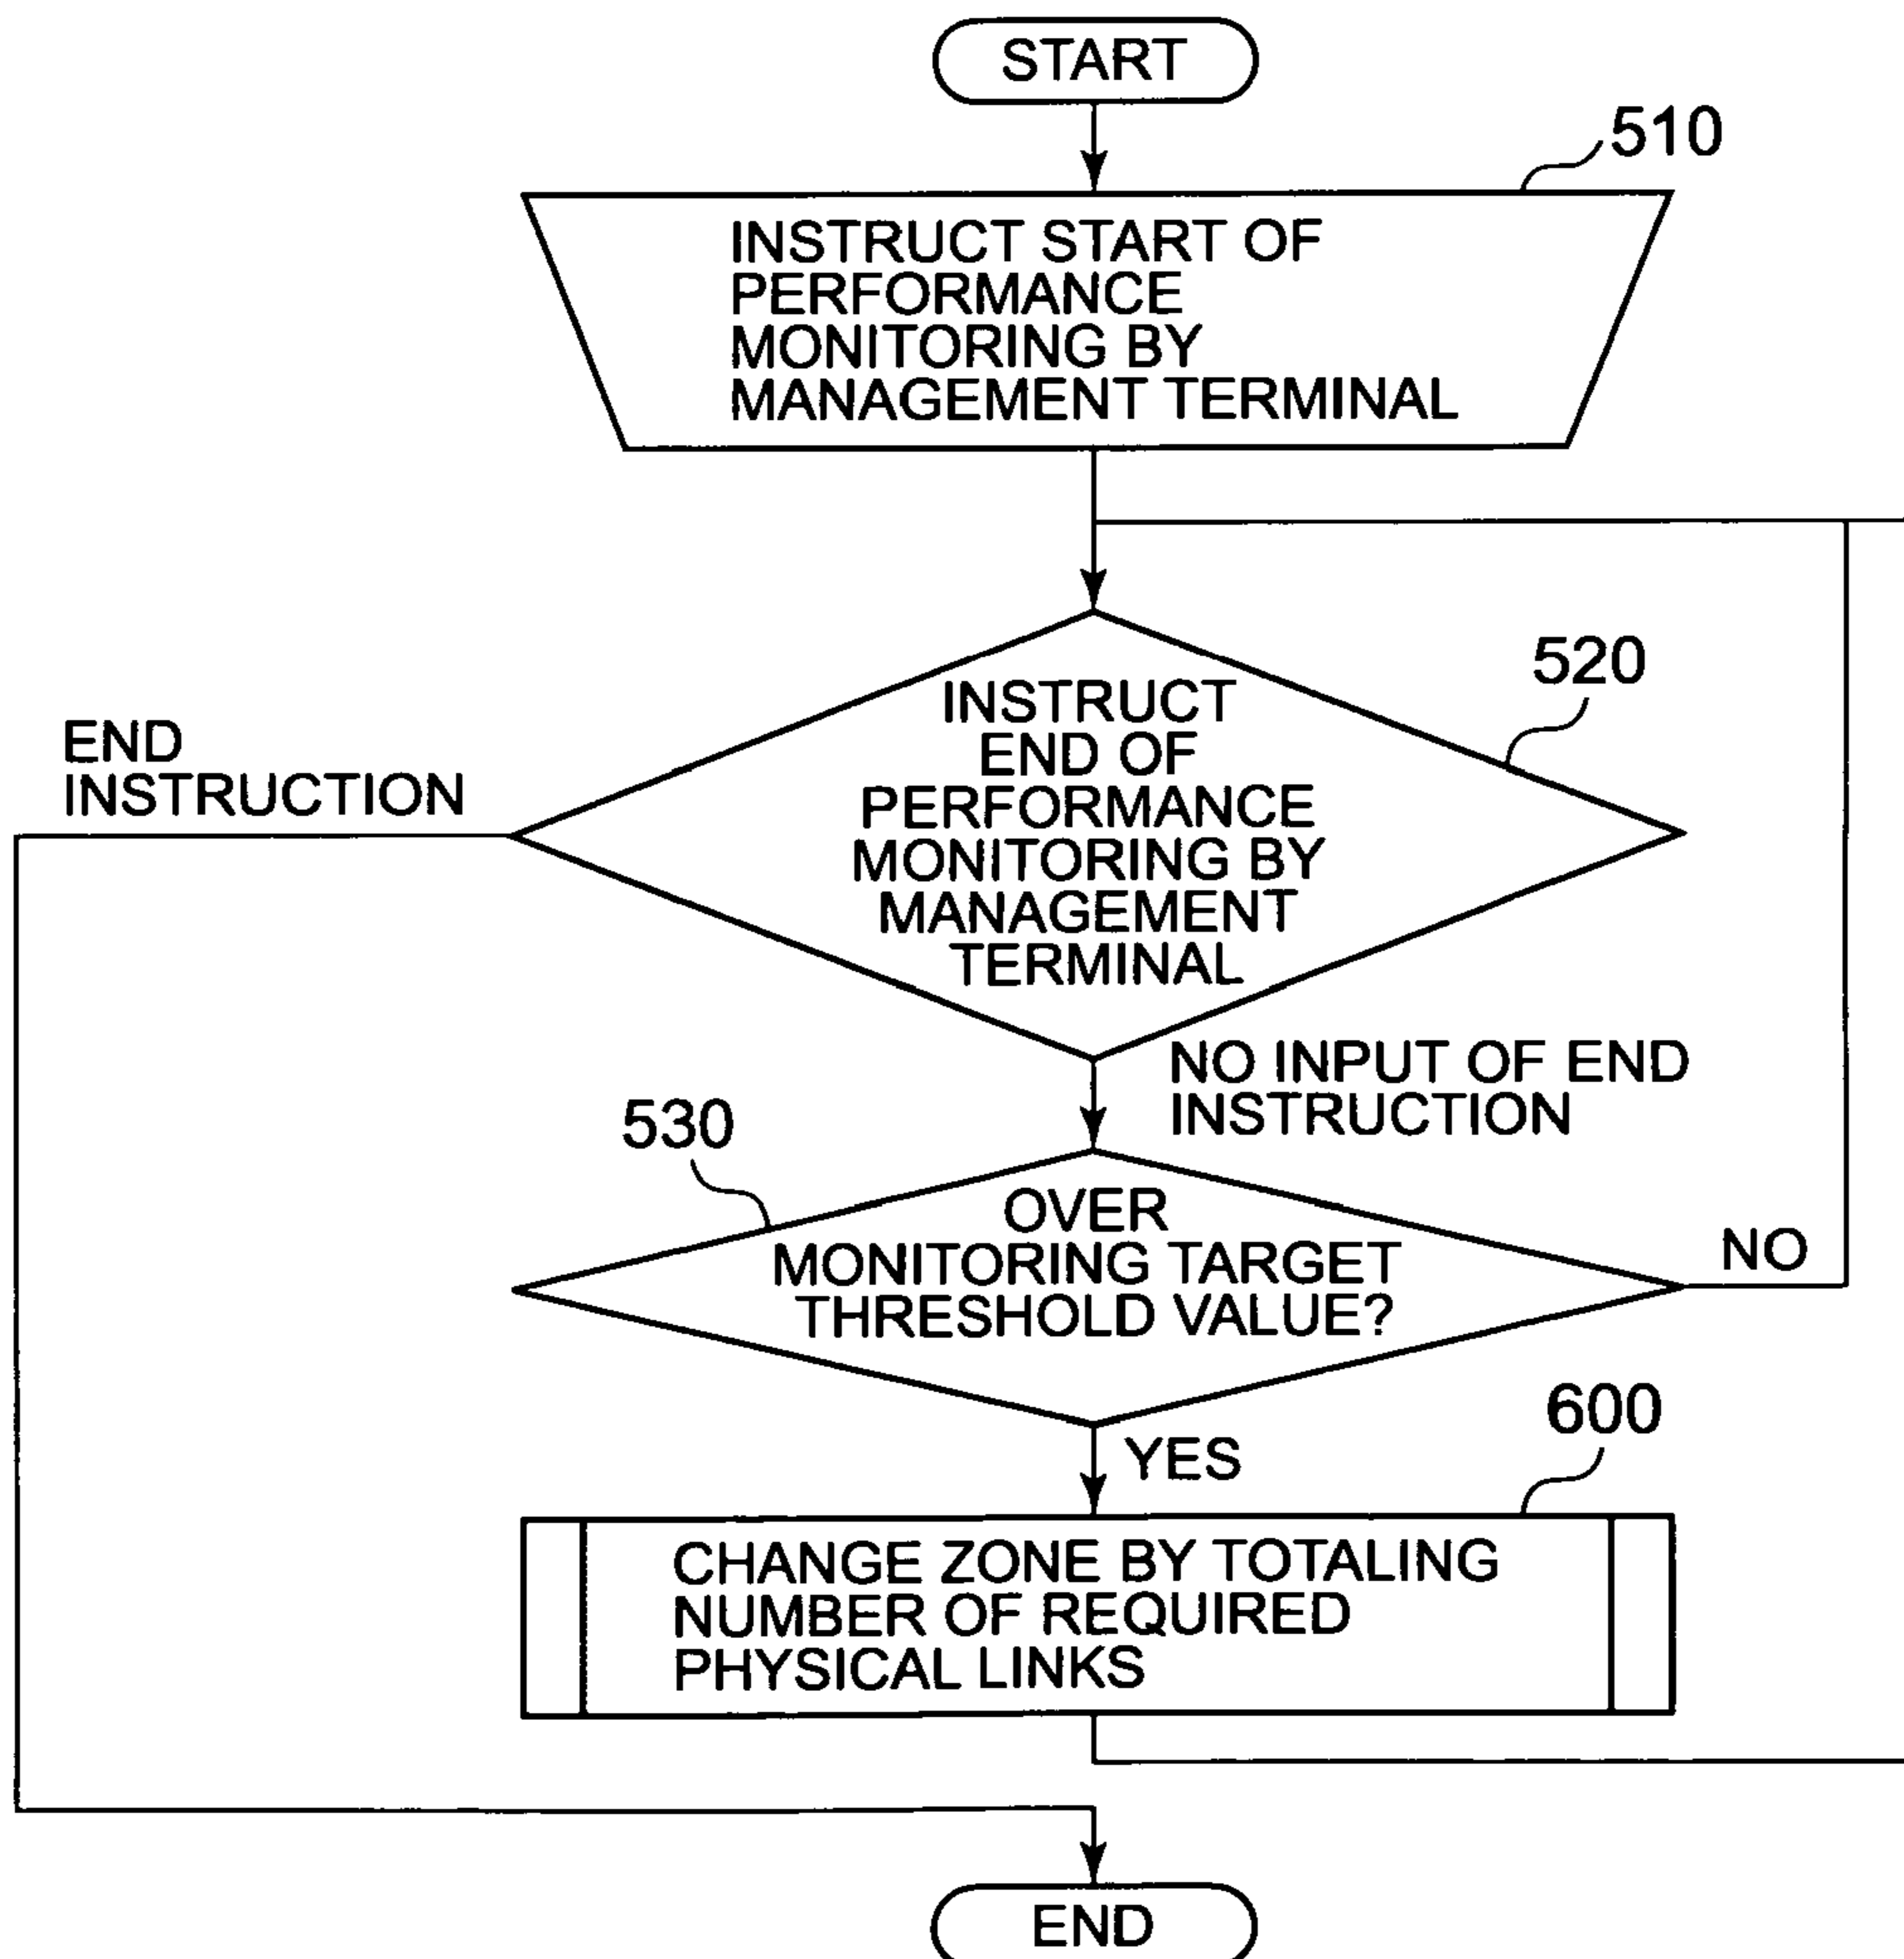 START
510
INSTRUCT START OF
PERFORMANCE
MONITORING BY
MANAGEMENT TERMINAL
520
INSTRUCT
END OF
PERFORMANCE
MONITORING BY
MANAGEMENT
TERMINAL
END
INSTRUCTION
NO INPUT OF END
INSTRUCTION
530
OVER
MONITORING TARGET
THRESHOLD VALUE?
NO
YES
600
CHANGE ZONE BY TOTALING
NUMBER OF REQUIRED
PHYSICAL LINKS
END